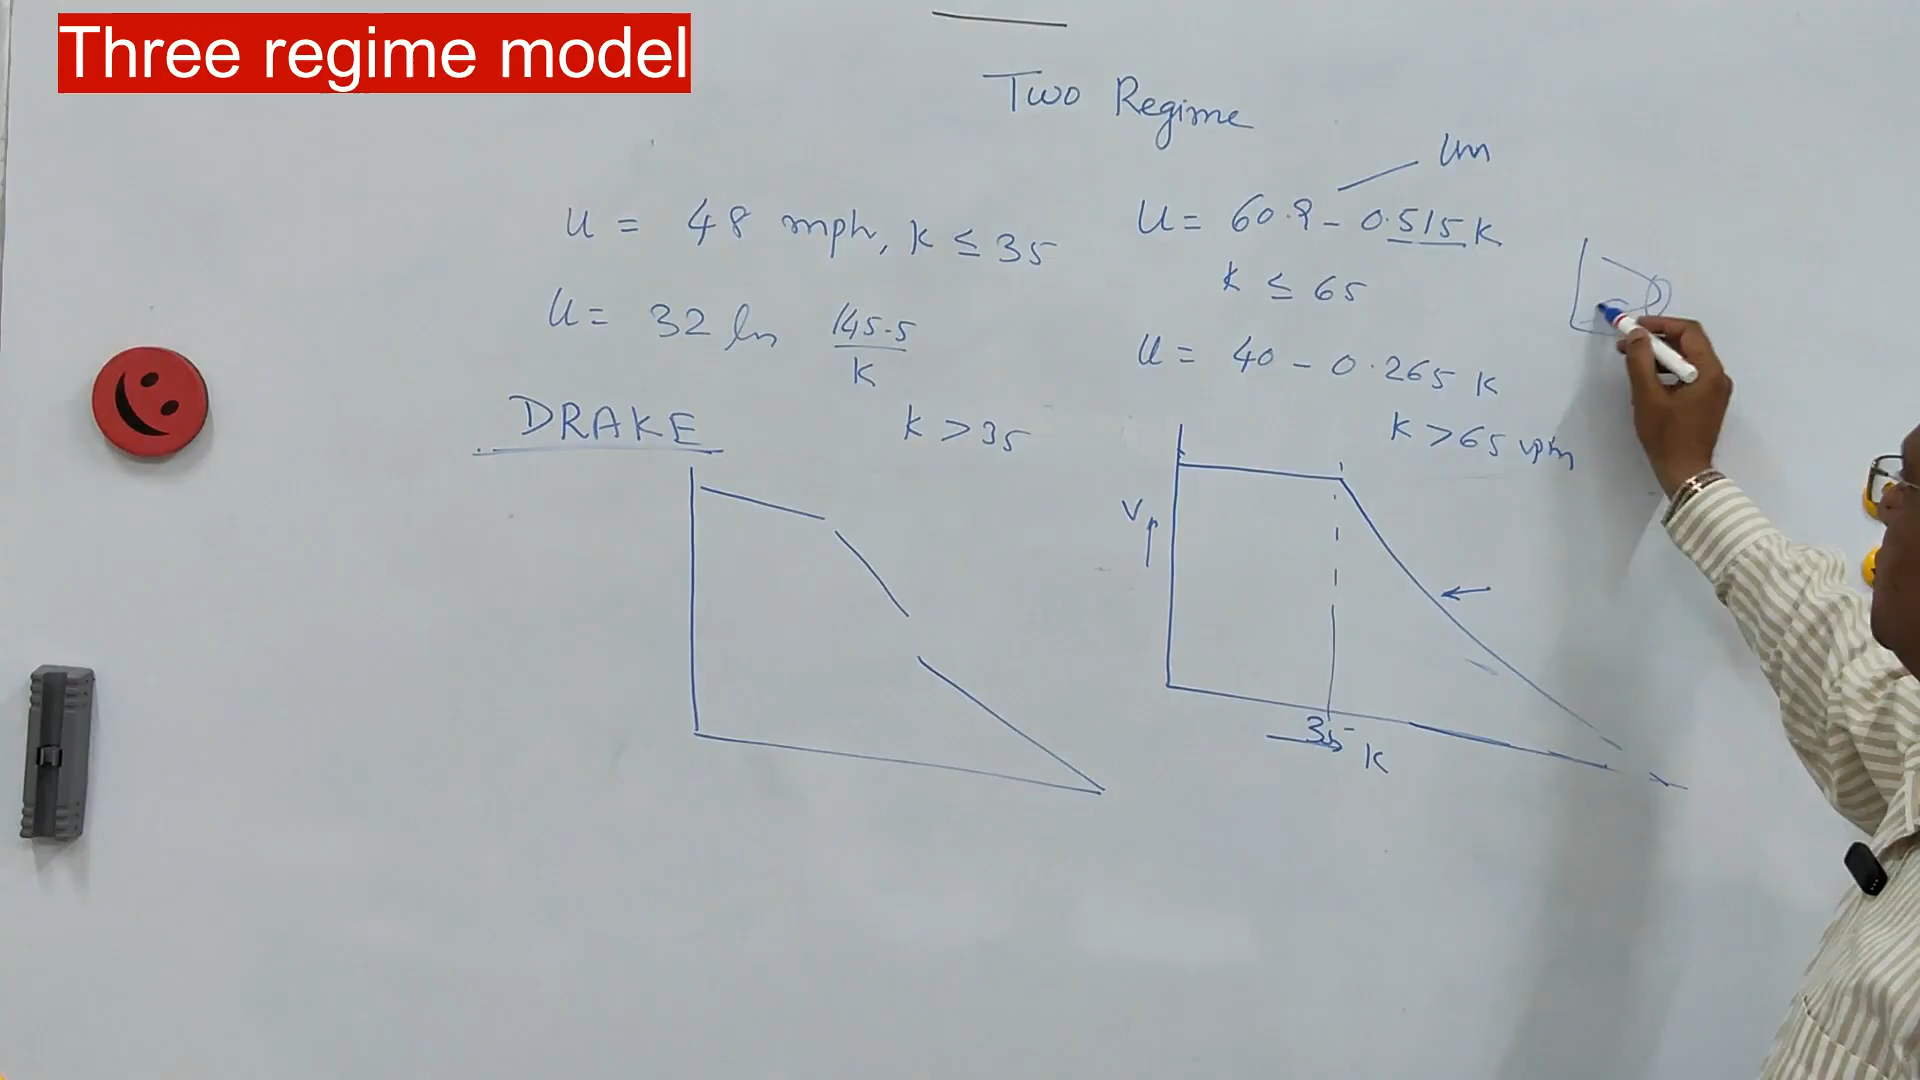 Three regime model
Two Regime
Um
U = 48 mph, K ≤ 35
U = 60.9 - 0.515 K
K ≤ 65
U = 32 ln 145.5 / K
K > 35
U = 40 - 0.265 K
K > 65 vpm
DRAKE
V
35
K